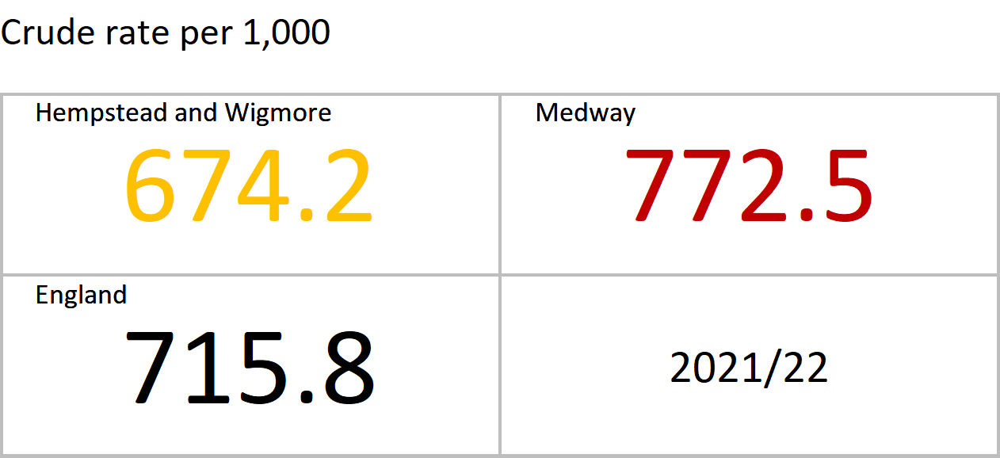 Crude rate per 1,000
Hempstead and Wigmore
674.2
Medway
772.5
England
715.8
2021/22